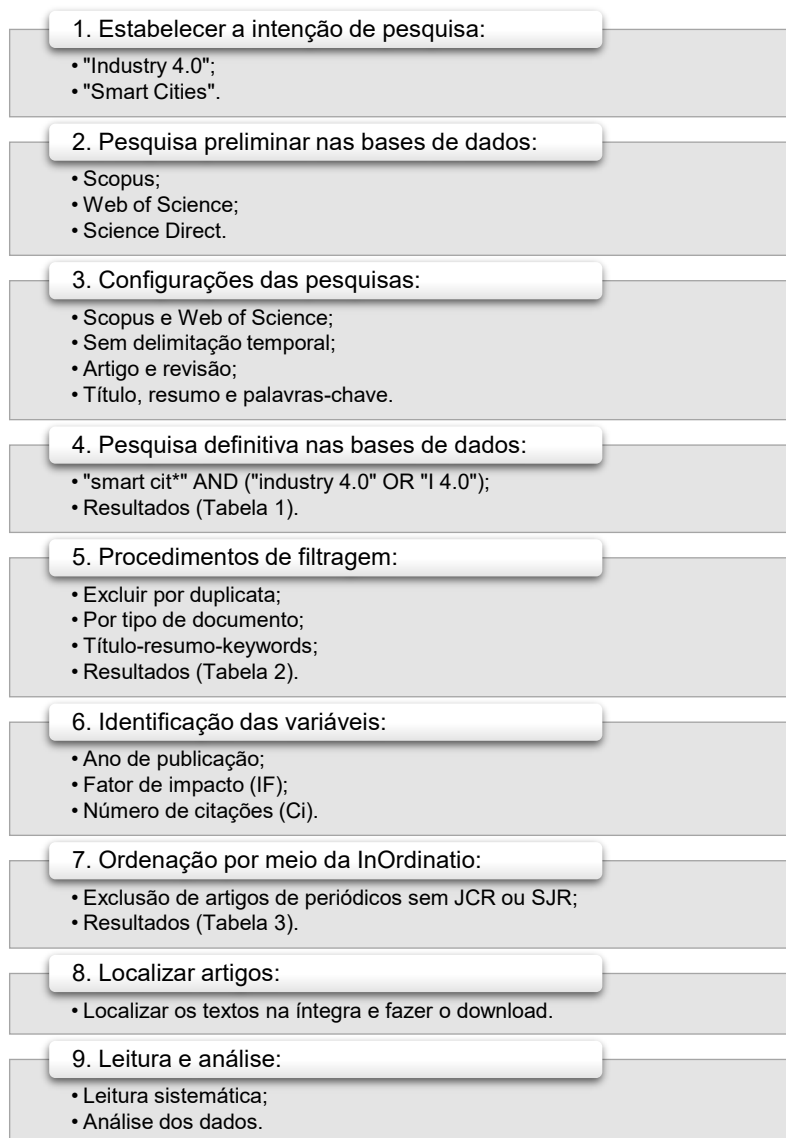 1. Estabelecer a intenção de pesquisa:
• "Industry 4.0";
• "Smart Cities".
2. Pesquisa preliminar nas bases de dados:
• Scopus;
• Web of Science;
• Science Direct.
3. Configurações das pesquisas:
• Scopus e Web of Science;
• Sem delimitação temporal;
• Artigo e revisão;
• Título, resumo e palavras-chave.
4. Pesquisa definitiva nas bases de dados:
• "smart cit*" AND ("industry 4.0" OR "I 4.0");
• Resultados (Tabela 1).
5. Procedimentos de filtragem:
• Excluir por duplicata;
• Por tipo de documento;
• Título-resumo-keywords;
• Resultados (Tabela 2).
6. Identificação das variáveis:
• Ano de publicação;
• Fator de impacto (IF);
• Número de citações (Ci).
7. Ordenação por meio da InOrdinatio:
• Exclusão de artigos de periódicos sem JCR ou SJR;
• Resultados (Tabela 3).
8. Localizar artigos:
• Localizar os textos na íntegra e fazer o download.
9. Leitura e análise:
• Leitura sistemática;
• Análise dos dados.